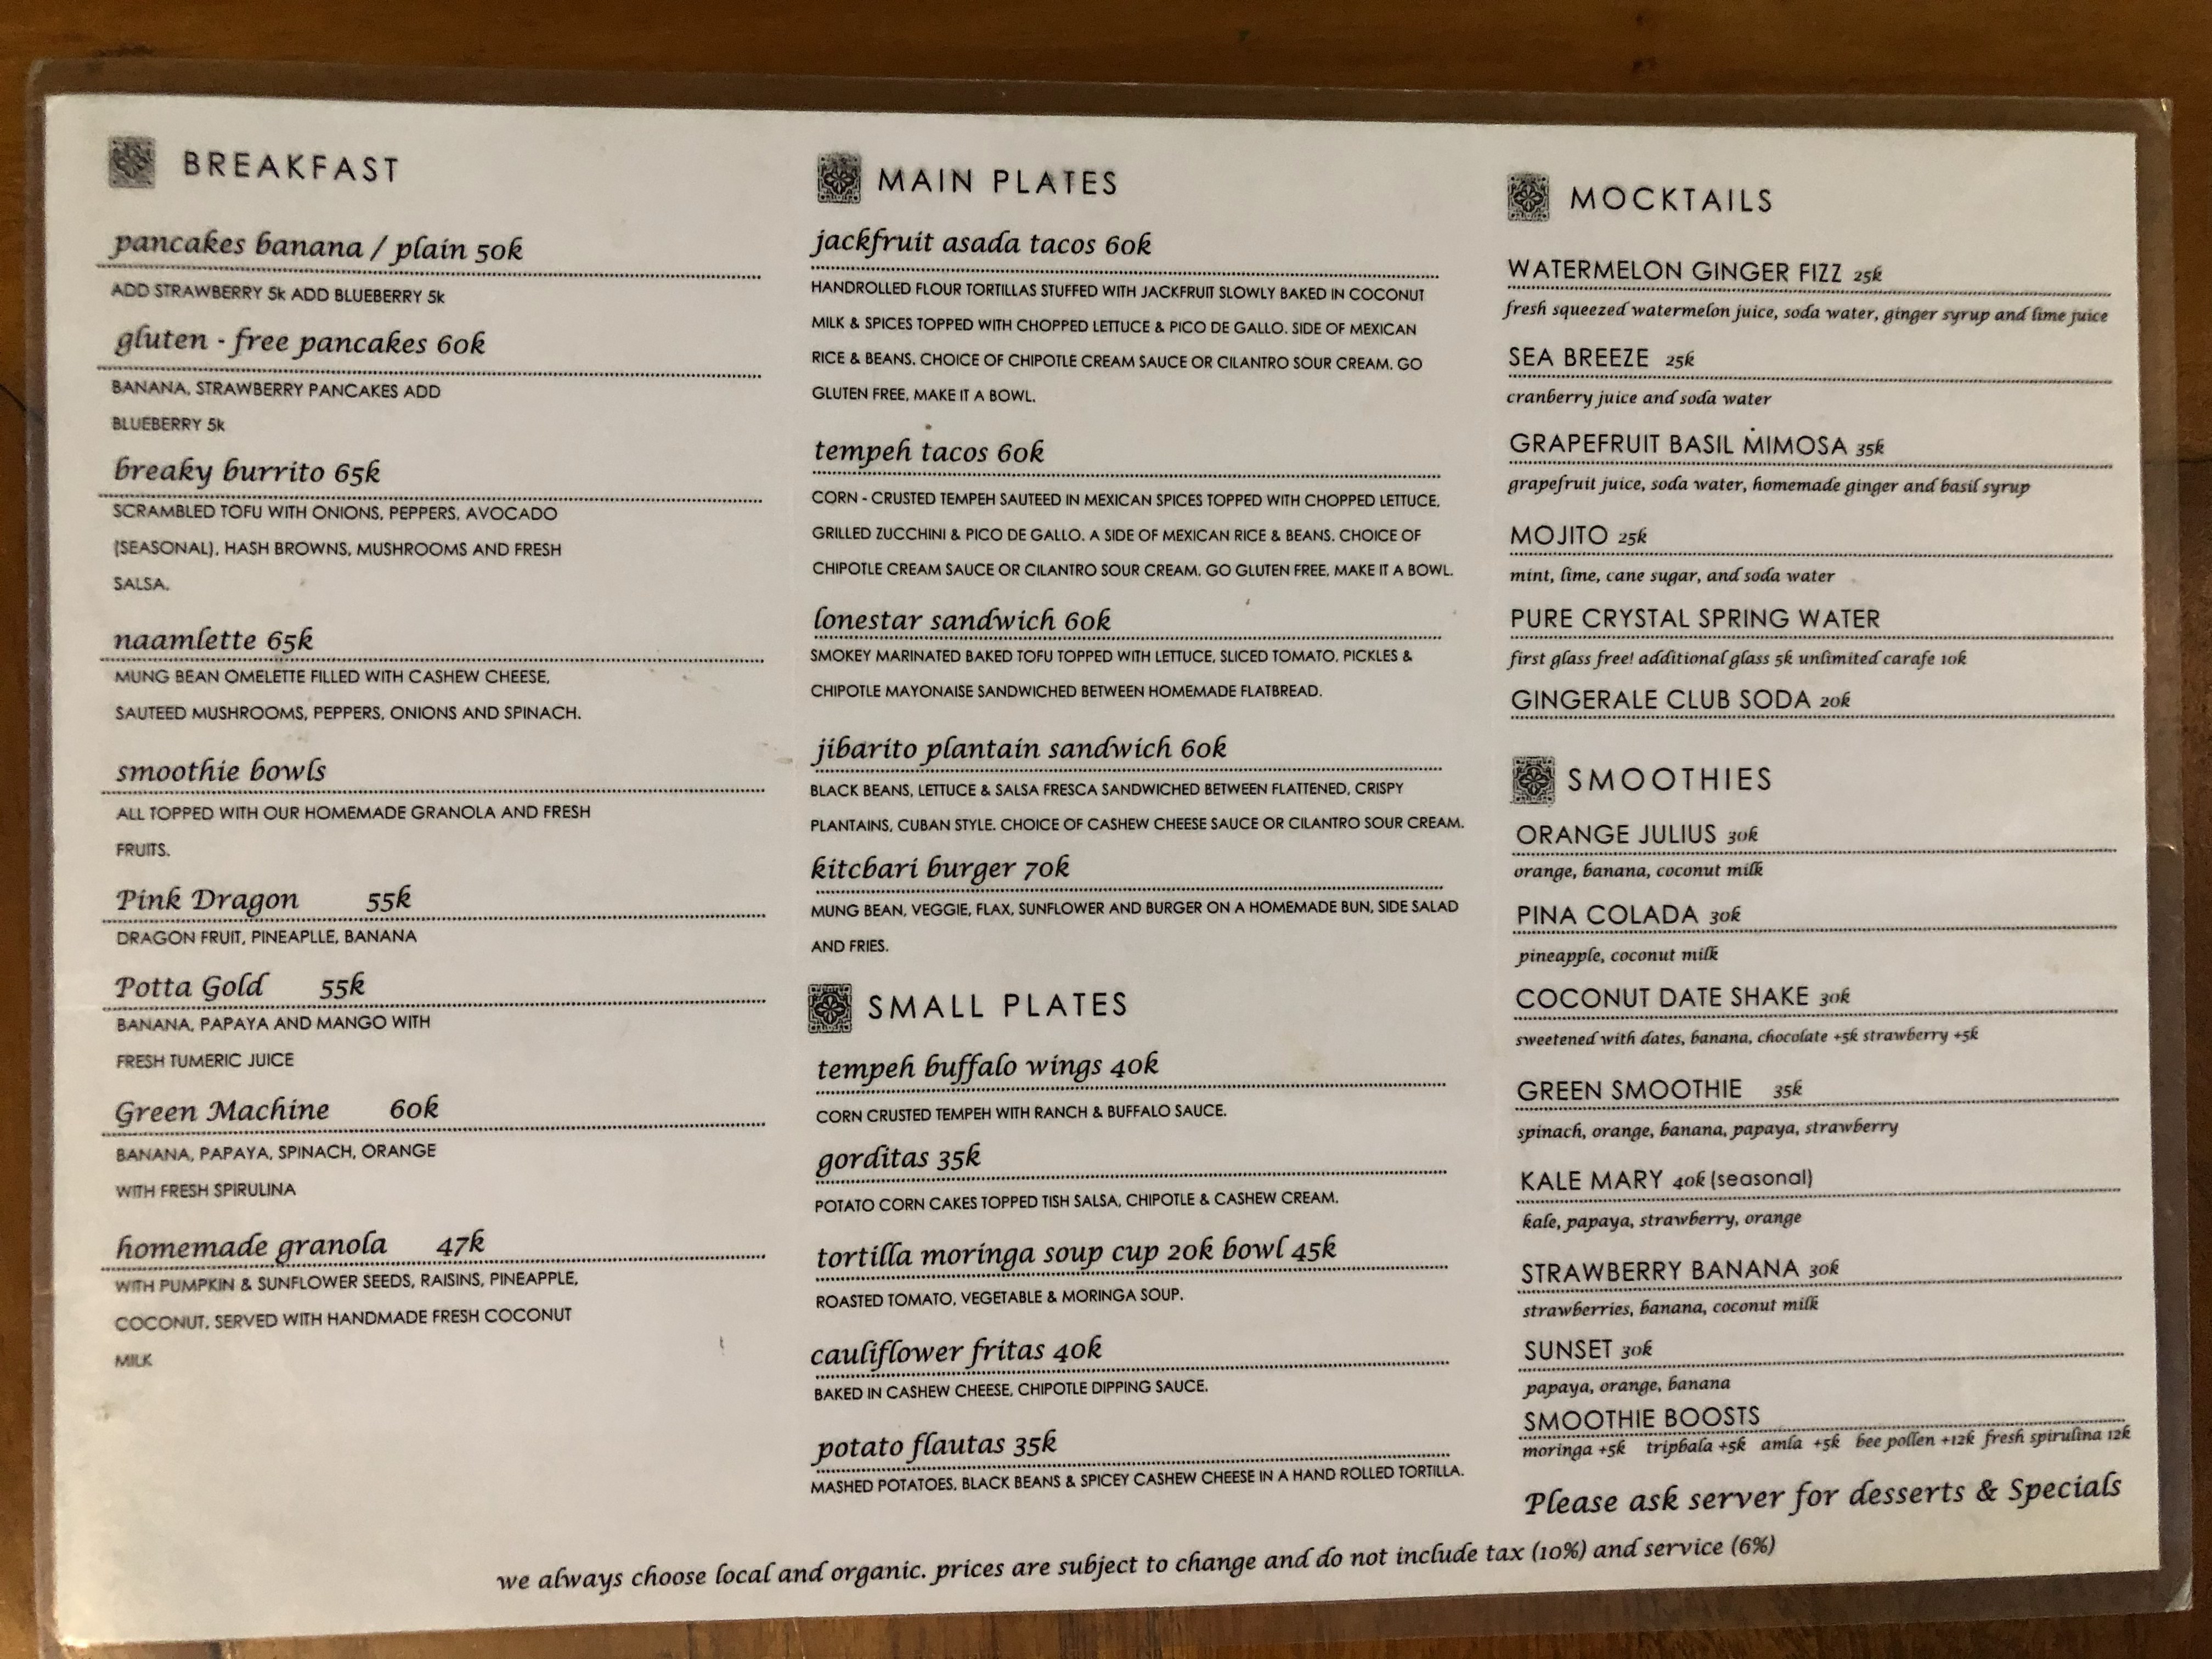 BREAKFAST
pancakes banana / plain 50k
ADD STRAWBERRY 5k ADD BLUEBERRY 5k
gluten - free pancakes 60k
BANANA, STRAWBERRY PANCAKES ADD
BLUEBERRY 5k
breaky burrito 65k
SCRAMBLED TOFU WITH ONIONS, PEPPERS, AVOCADO
(SEASONAL), HASH BROWNS, MUSHROOMS AND FRESH
SALSA.
naamlette 65k
MUNG BEAN OMELETTE FILLED WITH CASHEW CHEESE,
SAUTEED MUSHROOMS, PEPPERS, ONIONS AND SPINACH.
smoothie bowls
ALL TOPPED WITH OUR HOMEMADE GRANOLA AND FRESH
FRUITS.
Pink Dragon 55k
DRAGON FRUIT, PINEAPLLE, BANANA
Potta Gold 55k
BANANA, PAPAYA AND MANGO WITH
FRESH TUMERIC JUICE
Green Machine 60k
BANANA, PAPAYA, SPINACH, ORANGE
WITH FRESH SPIRULINA
homemade granola 47k
WITH PUMPKIN & SUNFLOWER SEEDS, RAISINS, PINEAPPLE,
COCONUT, SERVED WITH HANDMADE FRESH COCONUT
MILK
MAIN PLATES
jackfruit asada tacos 60k
HANDROLLED FLOUR TORTILLAS STUFFED WITH JACKFRUIT SLOWLY BAKED IN COCONUT
MILK & SPICES TOPPED WITH CHOPPED LETTUCE & PICO DE GALLO. SIDE OF MEXICAN
RICE & BEANS. CHOICE OF CHIPOTLE CREAM SAUCE OR CILANTRO SOUR CREAM. GO
GLUTEN FREE, MAKE IT A BOWL.
tempeh tacos 60k
CORN - CRUSTED TEMPEH SAUTEED IN MEXICAN SPICES TOPPED WITH CHOPPED LETTUCE,
GRILLED ZUCCHINI & PICO DE GALLO. A SIDE OF MEXICAN RICE & BEANS. CHOICE OF
CHIPOTLE CREAM SAUCE OR CILANTRO SOUR CREAM. GO GLUTEN FREE, MAKE IT A BOWL.
lonestar sandwich 60k
SMOKEY MARINATED BAKED TOFU TOPPED WITH LETTUCE, SLICED TOMATO, PICKLES &
CHIPOTLE MAYONAISE SANDWICHED BETWEEN HOMEMADE FLATBREAD.
jibarito plantain sandwich 60k
BLACK BEANS, LETTUCE & SALSA FRESCA SANDWICHED BETWEEN FLATTENED, CRISPY
PLANTAINS, CUBAN STYLE. CHOICE OF CASHEW CHEESE SAUCE OR CILANTRO SOUR CREAM.
kitcbari burger 70k
MUNG BEAN, VEGGIE, FLAX, SUNFLOWER AND BURGER ON A HOMEMADE BUN, SIDE SALAD
AND FRIES.
SMALL PLATES
tempeh buffalo wings 40k
CORN CRUSTED TEMPEH WITH RANCH & BUFFALO SAUCE.
gorditas 35k
POTATO CORN CAKES TOPPED TISH SALSA, CHIPOTLE & CASHEW CREAM.
tortilla moringa soup cup 20k bowl 45k
ROASTED TOMATO, VEGETABLE & MORINGA SOUP.
cauliflower fritas 40k
BAKED IN CASHEW CHEESE, CHIPOTLE DIPPING SAUCE.
potato flautas 35k
MASHED POTATOES, BLACK BEANS & SPICEY CASHEW CHEESE IN A HAND ROLLED TORTILLA.
MOCKTAILS
WATERMELON GINGER FIZZ 25k
fresh squeezed watermelon juice, soda water, ginger syrup and lime juice
SEA BREEZE 25k
cranberry juice and soda water
GRAPEFRUIT BASIL MIMOSA 35k
grapefruit juice, soda water, homemade ginger and basil syrup
MOJITO 25k
mint, lime, cane sugar, and soda water
PURE CRYSTAL SPRING WATER
first glass free! additional glass 5k unlimited carafe 10k
GINGERALE CLUB SODA 20k
SMOOTHIES
ORANGE JULIUS 30k
orange, banana, coconut milk
PINA COLADA 30k
pineapple, coconut milk
COCONUT DATE SHAKE 30k
sweetened with dates, banana, chocolate +5k strawberry +5k
GREEN SMOOTHIE 35k
spinach, orange, banana, papaya, strawberry
KALE MARY 40k (seasonal)
kale, papaya, strawberry, orange
STRAWBERRY BANANA 30k
strawberries, banana, coconut milk
SUNSET 30k
papaya, orange, banana
SMOOTHIE BOOSTS
moringa +5k tripbala +5k amla +5k bee pollen +12k fresh spirulina 12k
Please ask server for desserts & Specials
we always choose local and organic. prices are subject to change and do not include tax (10%) and service (6%)